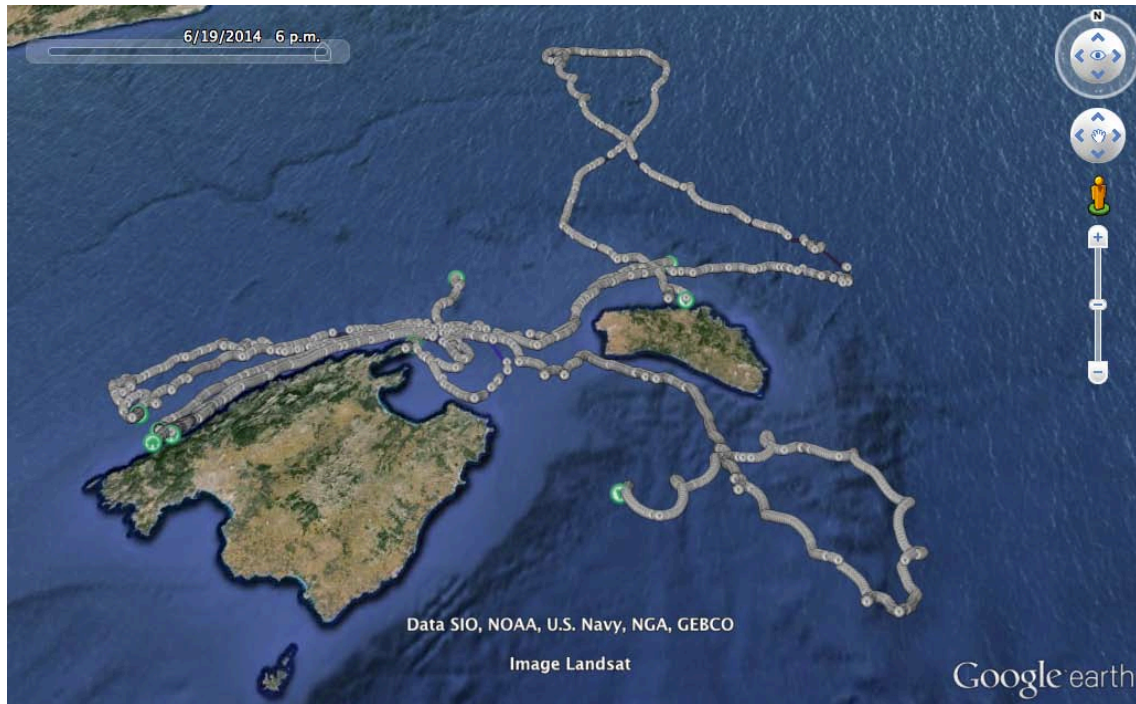 6/19/2014 6 p.m.
N
Data SIO, NOAA, U.S. Navy, NGA, GEBCO
Image Landsat
Google earth